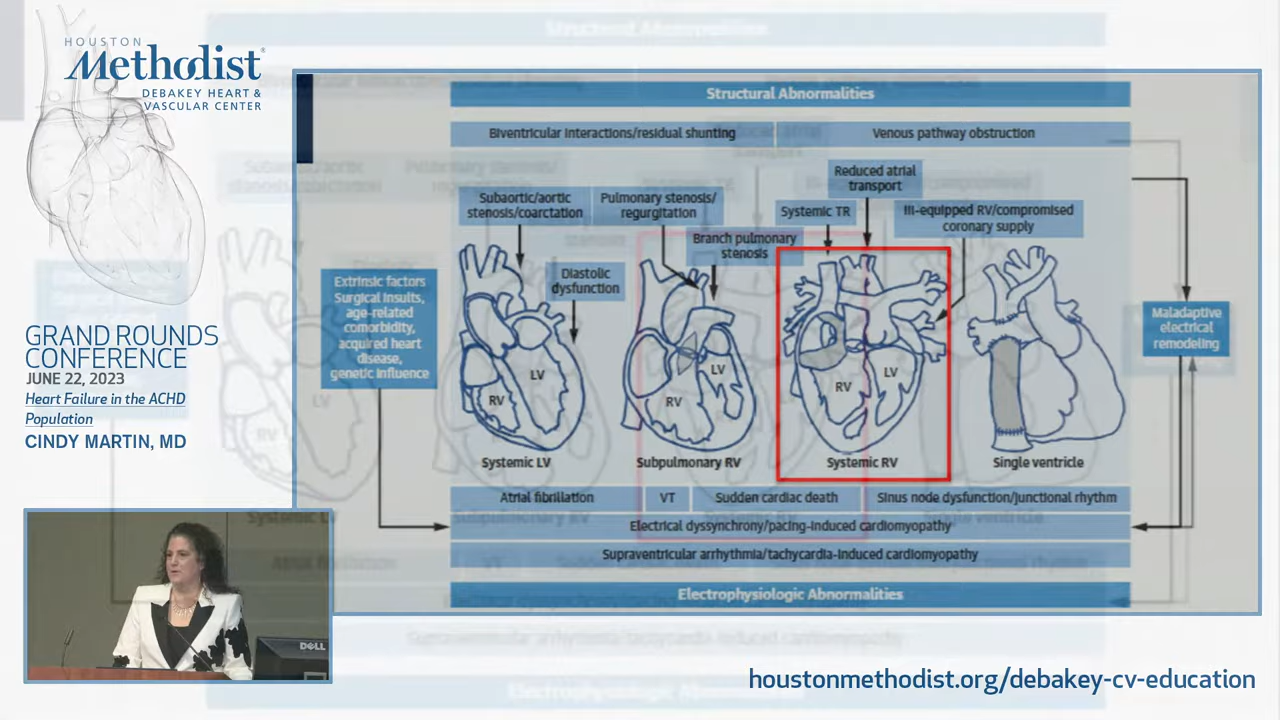 HOUSTON
Methodist
DEBAKEY HEART &
VASCULAR CENTER
GRAND ROUNDS
CONFERENCE
JUNE 22, 2023
Heart Failure in the ACHD
Population
CINDY MARTIN, MD
Structural Abnormalities
Biventricular interactions/residual shunting
Venous pathway obstruction
Reduced atrial
transport
Subaortic/aortic
stenosis/coarctation
Pulmonary stenosis/
regurgitation
Systemic TR
Ill-equipped RV/compromised
coronary supply
Branch pulmonary
stenosis
Diastolic
dysfunction
Extrinsic factors
Surgical insults,
age-related
comorbidity,
acquired heart
disease,
genetic influence
Maladaptive
electrical
remodeling
LV
RV
LV
RV
LV
RV
Systemic LV
Subpulmonary RV
Systemic RV
Single ventricle
Atrial fibrillation
VT
Sudden cardiac death
Sinus node dysfunction/junctional rhythm
Electrical dyssynchrony/pacing-induced cardiomyopathy
Supraventricular arrhythmia/tachycardia-induced cardiomyopathy
Electrophysiologic Abnormalities
DELL
houstonmethodist.org/debakey-cv-education